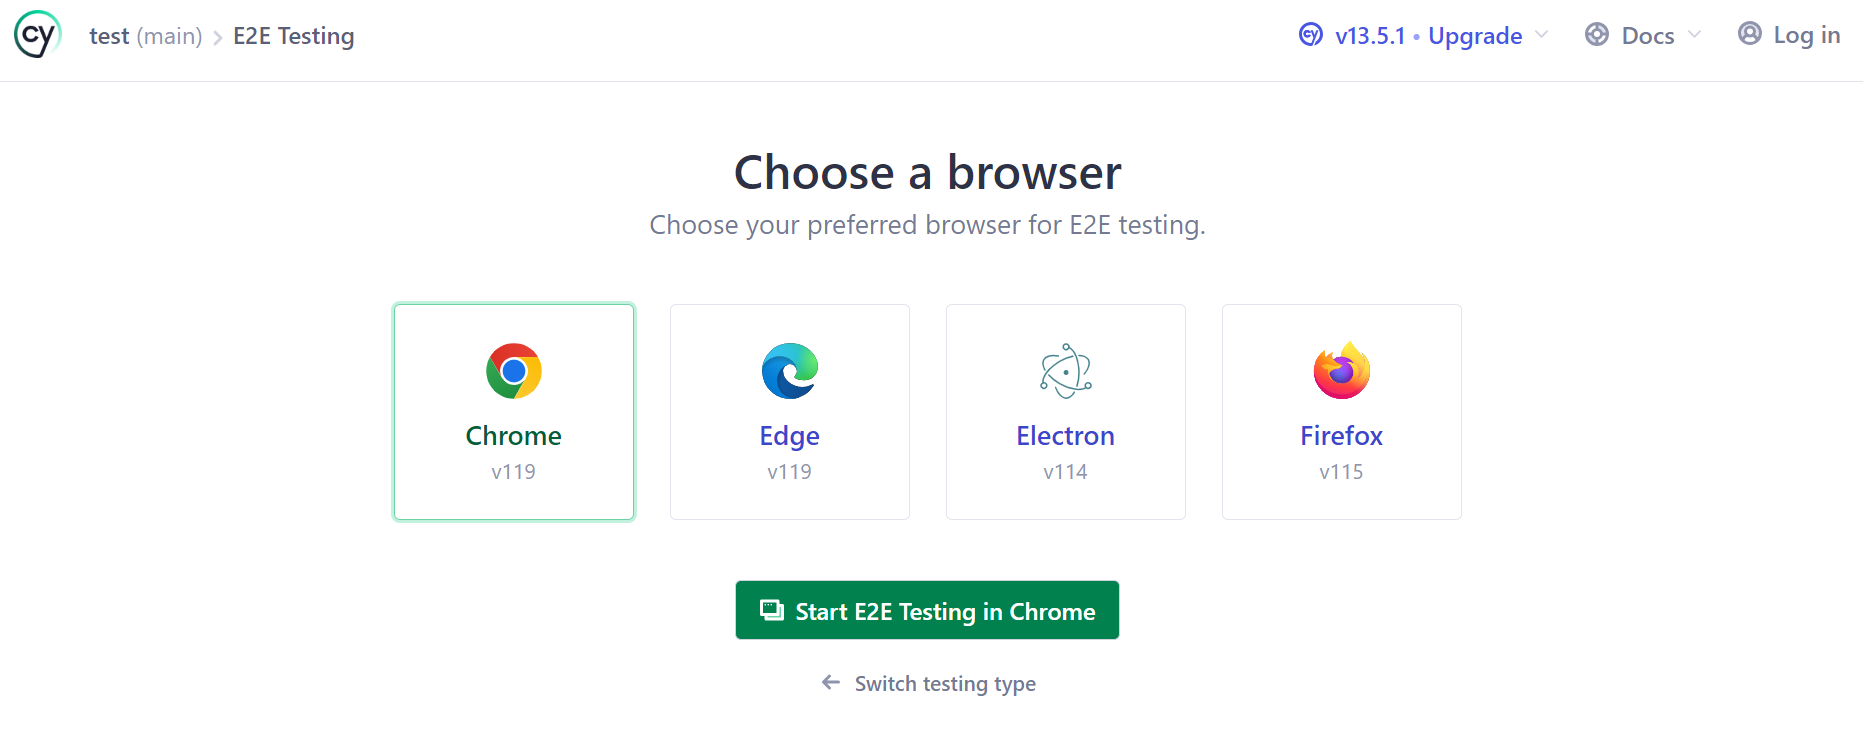 cy test (main) > E2E Testing
cy v13.5.1 • Upgrade Docs Log in
Choose a browser
Choose your preferred browser for E2E testing.
Chrome
v119
Edge
v119
Electron
v114
Firefox
v115
Start E2E Testing in Chrome
← Switch testing type